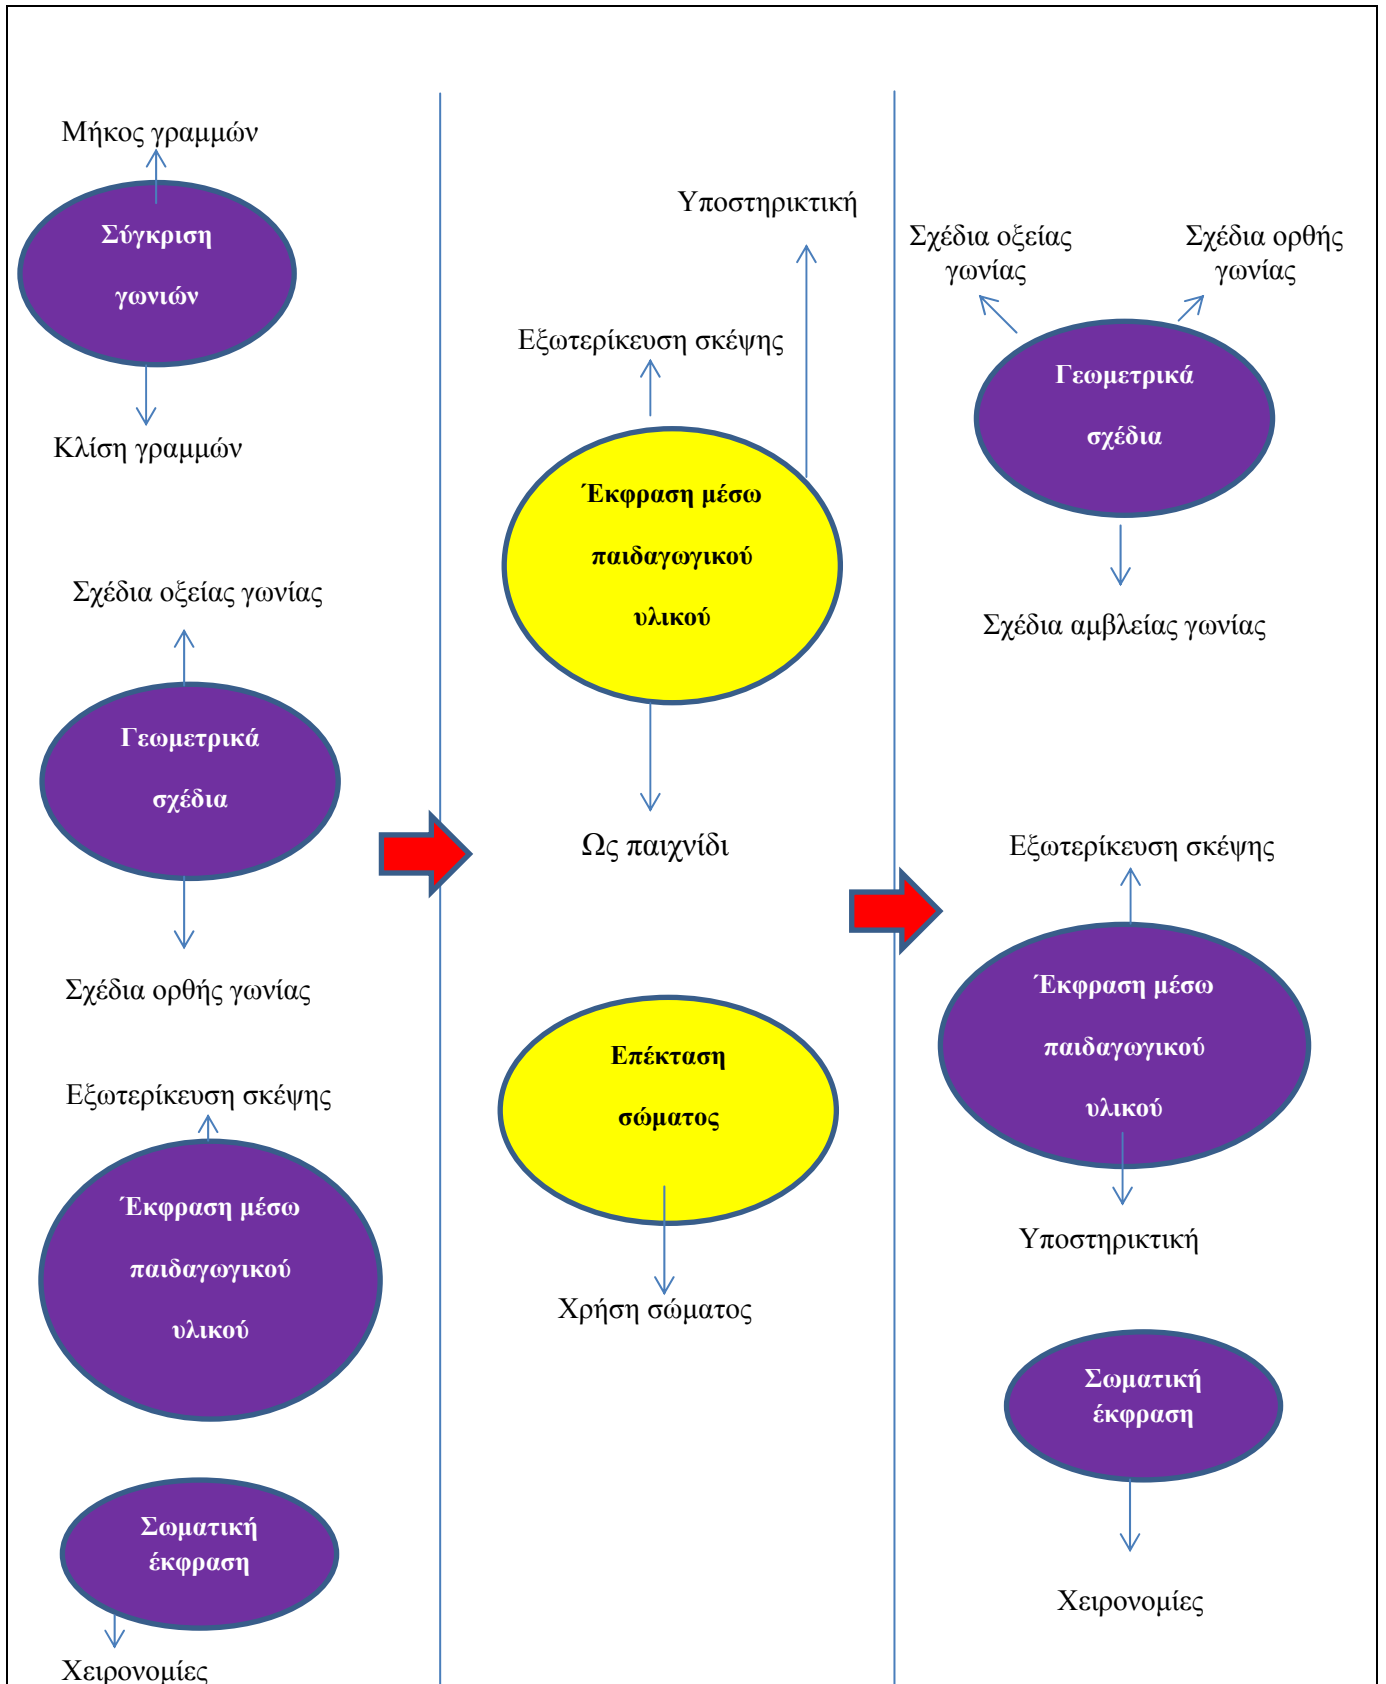 Μήκος γραμμών
Σύγκριση
γωνιών
Κλίση γραμμών
Σχέδια οξείας γωνίας
Γεωμετρικά
σχέδια
Σχέδια ορθής γωνίας
Εξωτερίκευση σκέψης
Έκφραση μέσω
παιδαγωγικού
υλικού
Σωματική
έκφραση
Χειρονομίες
Υποστηρικτική
Εξωτερίκευση σκέψης
Έκφραση μέσω
παιδαγωγικού
υλικού
Ως παιχνίδι
Επέκταση
σώματος
Χρήση σώματος
Σχέδια οξείας
γωνίας
Σχέδια ορθής
γωνίας
Γεωμετρικά
σχέδια
Σχέδια αμβλείας γωνίας
Εξωτερίκευση σκέψης
Έκφραση μέσω
παιδαγωγικού
υλικού
Υποστηρικτική
Σωματική
έκφραση
Χειρονομίες